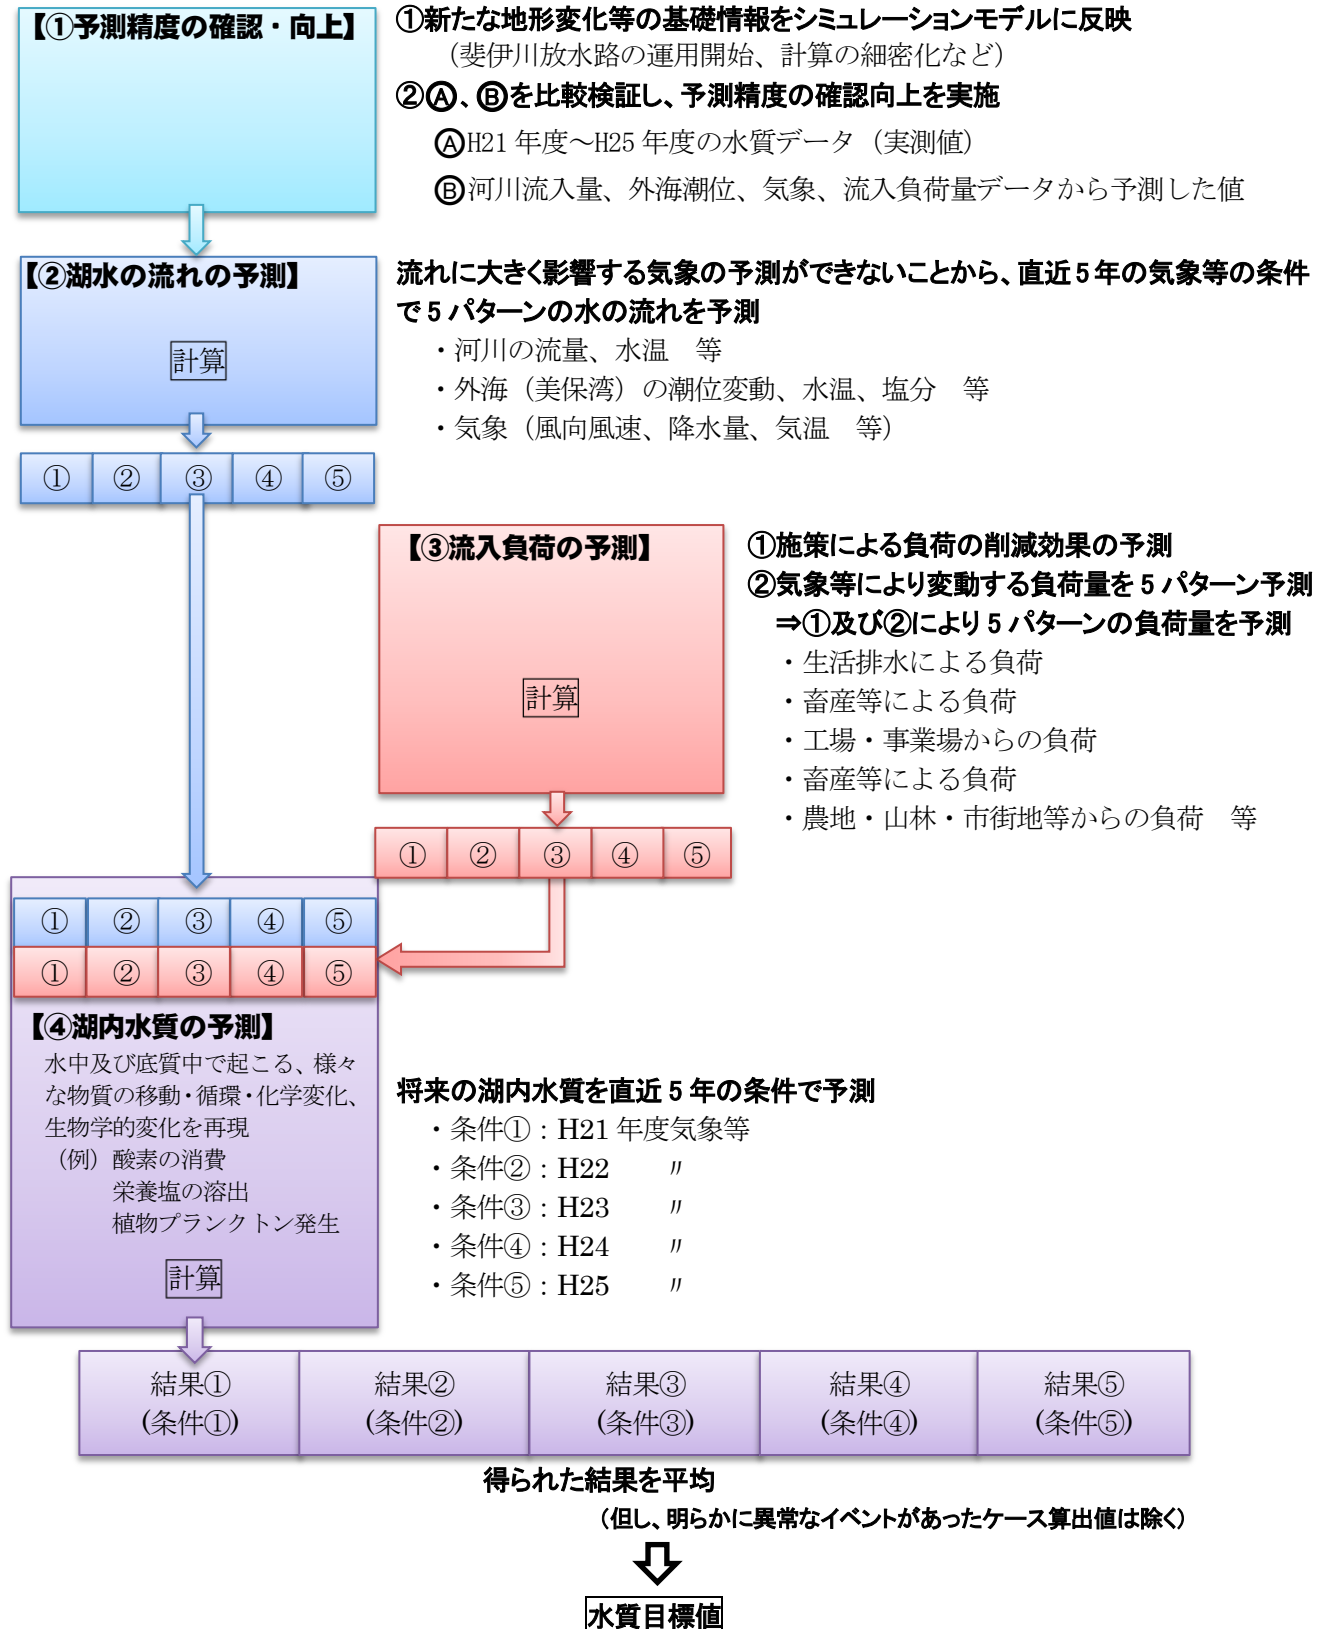 【①予測精度の確認・向上】
①新たな地形変化等の基礎情報をシミュレーションモデルに反映
（斐伊川放水路の運用開始、計算の細密化など）
②Ⓐ、Ⓑを比較検証し、予測精度の確認向上を実施
ⒶH21年度～H25年度の水質データ（実測値）
Ⓑ河川流入量、外海潮位、気象、流入負荷量データから予測した値
【②湖水の流れの予測】
計算
流れに大きく影響する気象の予測ができないことから、直近5年の気象等の条件
で5パターンの水の流れを予測
・河川の流量、水温　等
・外海（美保湾）の潮位変動、水温、塩分　等
・気象（風向風速、降水量、気温　等）
① ② ③ ④ ⑤
【③流入負荷の予測】
計算
①施策による負荷の削減効果の予測
②気象等により変動する負荷量を5パターン予測
⇒①及び②により5パターンの負荷量を予測
・生活排水による負荷
・畜産等による負荷
・工場・事業場からの負荷
・畜産等による負荷
・農地・山林・市街地等からの負荷　等
① ② ③ ④ ⑤
① ② ③ ④ ⑤
① ② ③ ④ ⑤
【④湖内水質の予測】
水中及び底質中で起こる、様々
な物質の移動・循環・化学変化、
生物学的変化を再現
（例）酸素の消費
栄養塩の溶出
植物プランクトン発生
計算
将来の湖内水質を直近5年の条件で予測
・条件①：H21年度気象等
・条件②：H22　　〃
・条件③：H23　　〃
・条件④：H24　　〃
・条件⑤：H25　　〃
結果① 結果② 結果③ 結果④ 結果⑤
(条件①) (条件②) (条件③) (条件④) (条件⑤)
得られた結果を平均
（但し、明らかに異常なイベントがあったケース算出値は除く）
水質目標値